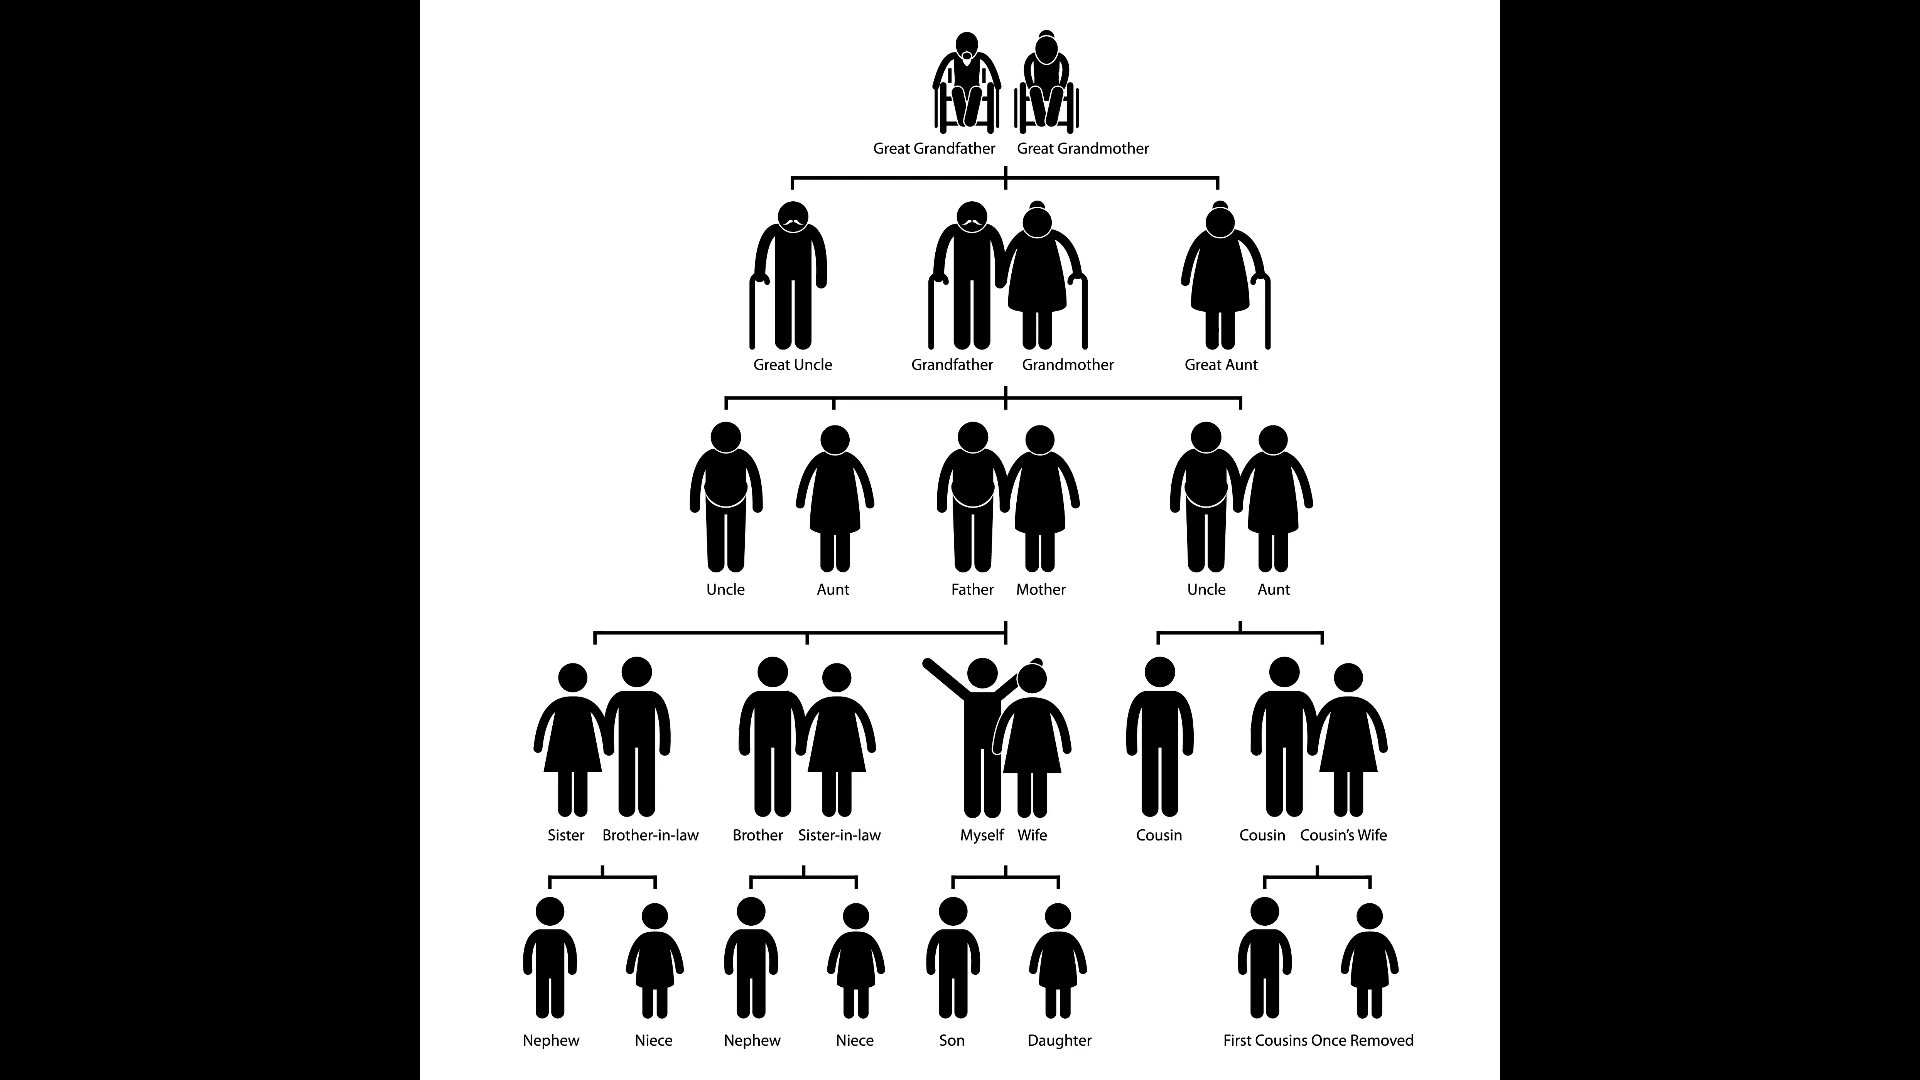 Great Grandfather Great Grandmother
Great Uncle Grandfather Grandmother Great Aunt
Uncle Aunt Father Mother Uncle Aunt
Sister Brother-in-law Brother Sister-in-law Myself Wife Cousin Cousin Cousin's Wife
Nephew Niece Nephew Niece Son Daughter First Cousins Once Removed